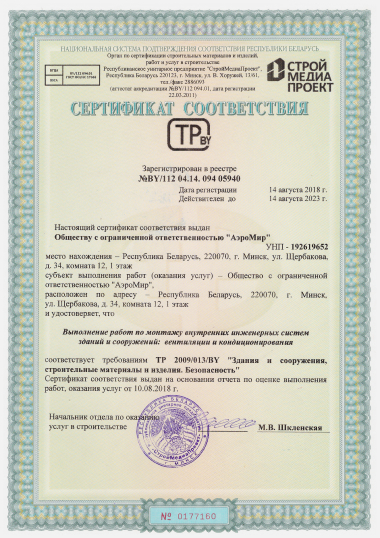 НАЦИОНАЛЬНАЯ СИСТЕМА ПОДТВЕРЖДЕНИЯ СООТВЕТСТВИЯ РЕСПУБЛИКИ БЕЛАРУСЬ
Орган по сертификации строительных материалов и изделий,
работ и услуг в строительстве
Республиканское унитарное предприятие "СтройМедиаПроект",
Республика Беларусь 220123, г. Минск, ул. В. Хоружей, 13/61,
тел./факс 2886093
(аттестат аккредитации №BY/112 094.01, дата регистрации
22.03.2011)
СТРОЙ
МЕДИА
ПРОЕКТ
СЕРТИФИКАТ СООТВЕТСТВИЯ
ТР BY
Зарегистрирован в реестре
№BY/112 04.14. 094 05940
Дата регистрации 14 августа 2018 г.
Действителен до 14 августа 2023 г.
Настоящий сертификат соответствия выдан
Общество с ограниченной ответственностью "АэроМир"
УНП - 192619652
место нахождения – Республика Беларусь, 220070, г. Минск, ул. Щербакова,
д. 34, комната 12, 1 этаж
субъект выполнения работ (оказания услуг) – Общество с ограниченной
ответственностью "АэроМир",
расположен по адресу – Республика Беларусь, 220070, г. Минск,
ул. Щербакова, д. 34, комната 12, 1 этаж
и удостоверяет, что
Выполнение работ по монтажу внутренних инженерных систем
зданий и сооружений: вентиляции и кондиционирования
соответствует требованиям ТР 2009/013/BY "Здания и сооружения,
строительные материалы и изделия. Безопасность"
Сертификат соответствия выдан на основании отчета по оценке выполнения
работ, оказания услуг от 10.08.2018 г.
Начальник отдела по оказанию
услуг в строительстве
М.В. Шкленская
№ 0177160